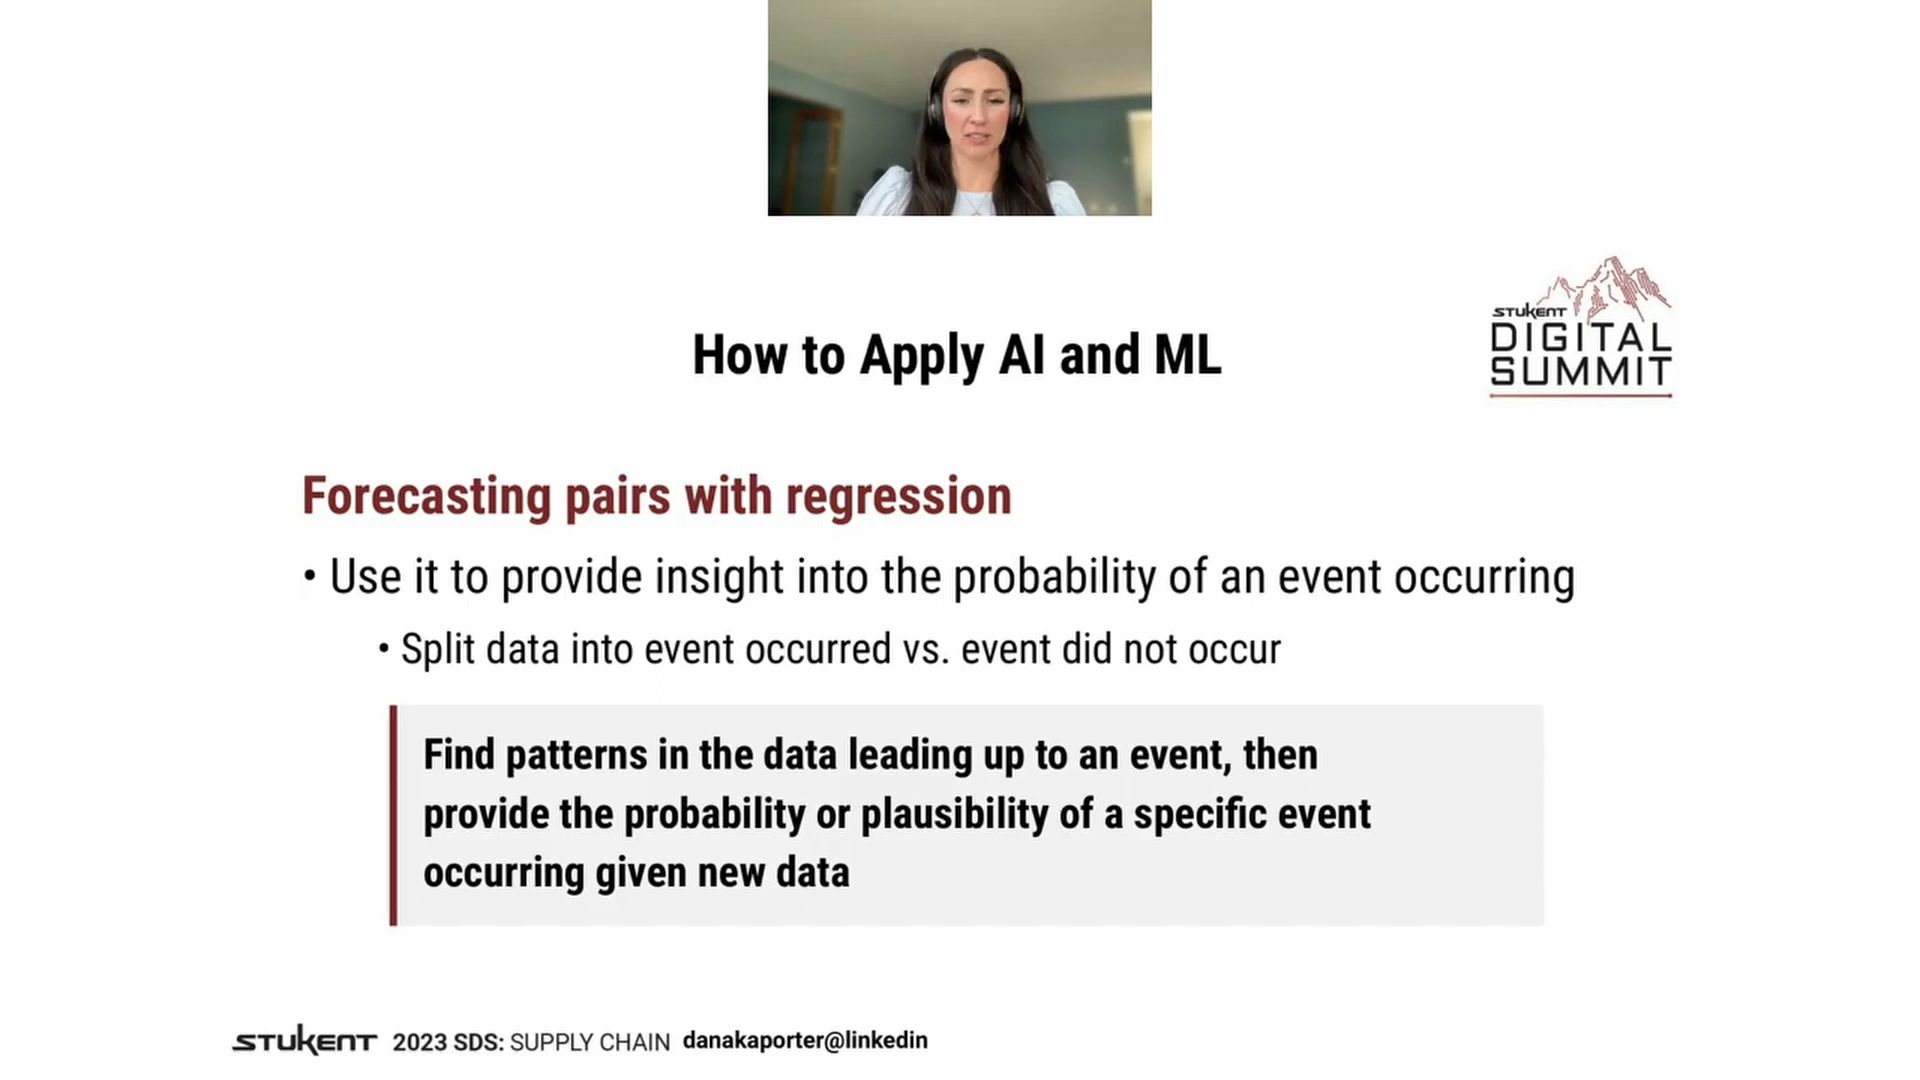 How to Apply AI and ML
STUKENT
DIGITAL
SUMMIT
Forecasting pairs with regression
• Use it to provide insight into the probability of an event occurring
• Split data into event occurred vs. event did not occur
Find patterns in the data leading up to an event, then
provide the probability or plausibility of a specific event
occurring given new data
STUKENT 2023 SDS: SUPPLY CHAIN danakaporter@linkedin